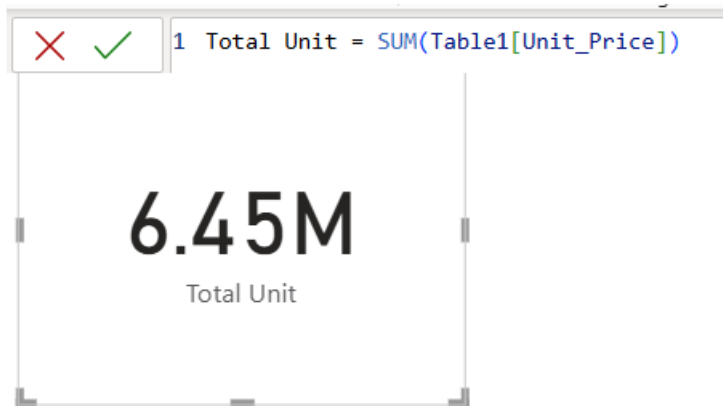 1 Total Unit = SUM(Table1[Unit_Price])
6.45M
Total Unit